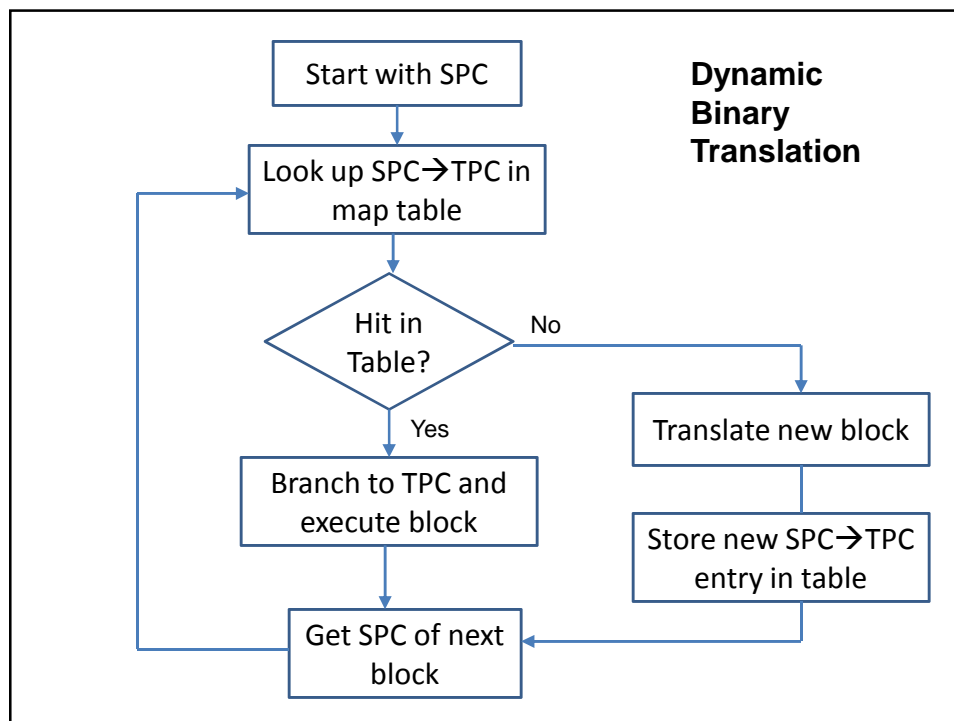 Start with SPC
Dynamic
Binary
Translation
Look up SPC→TPC in
map table
Hit in
Table?
No
Yes
Translate new block
Branch to TPC and
execute block
Store new SPC→TPC
entry in table
Get SPC of next
block